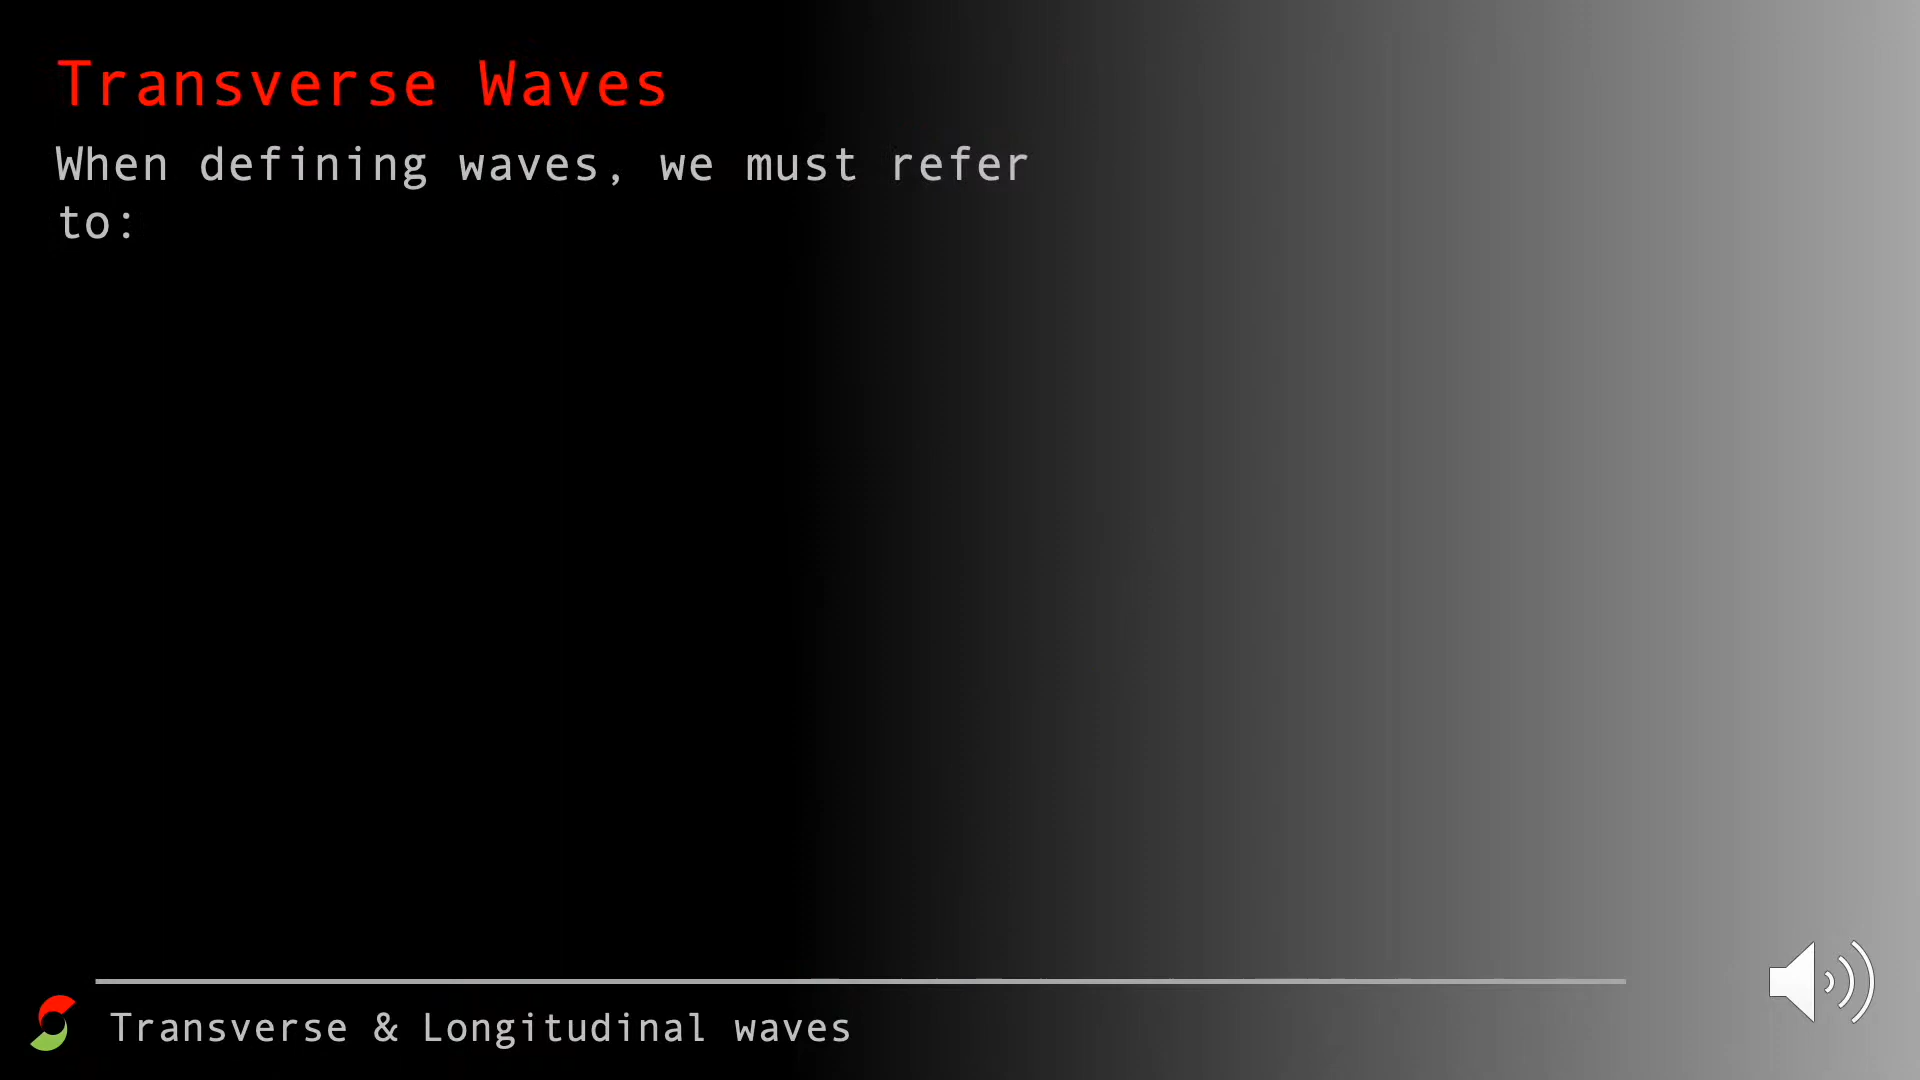 Transverse Waves
When defining waves, we must refer
to:
Transverse & Longitudinal waves